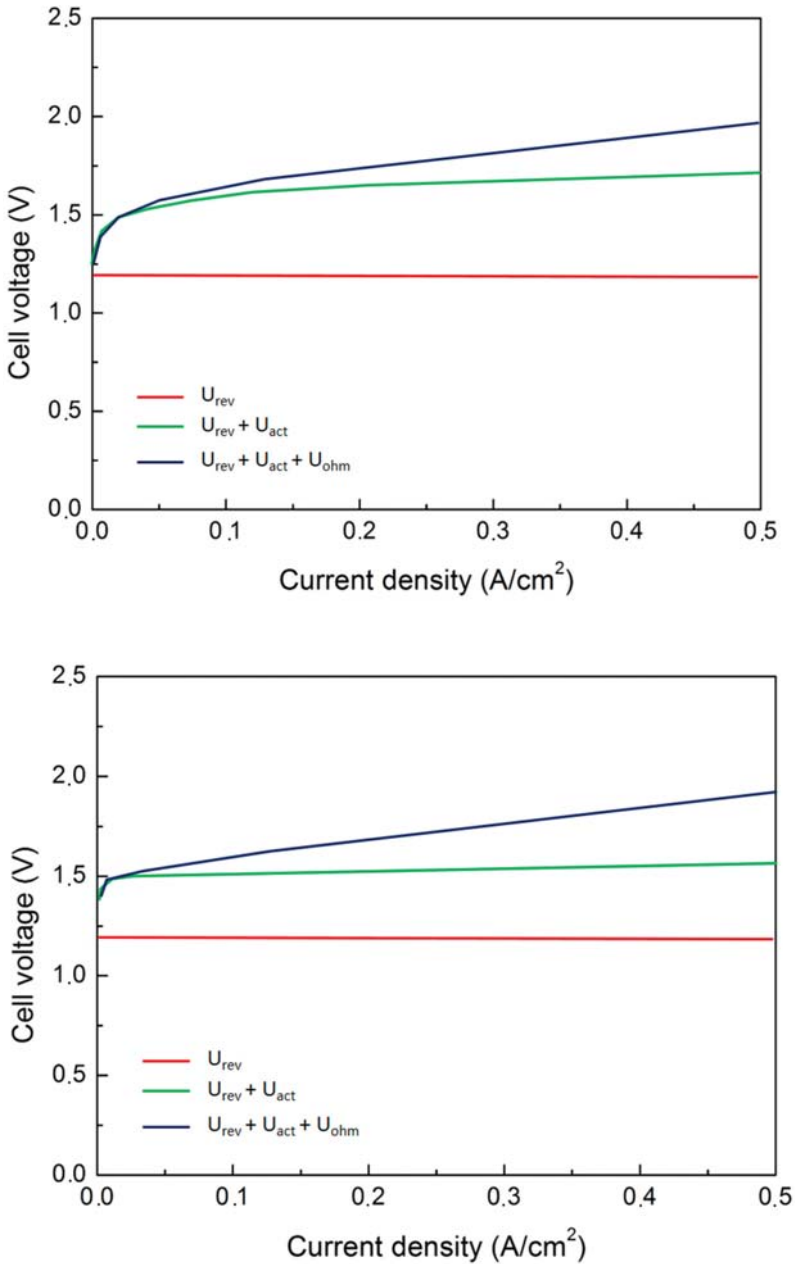 2.5
2.0
1.5
1.0
0.5
0.0
Cell voltage (V)
U_rev
U_rev + U_act
U_rev + U_act + U_ohm
0.0 0.1 0.2 0.3 0.4 0.5
Current density (A/cm²)
2.5
2.0
1.5
1.0
0.5
0.0
Cell voltage (V)
U_rev
U_rev + U_act
U_rev + U_act + U_ohm
0.0 0.1 0.2 0.3 0.4 0.5
Current density (A/cm²)